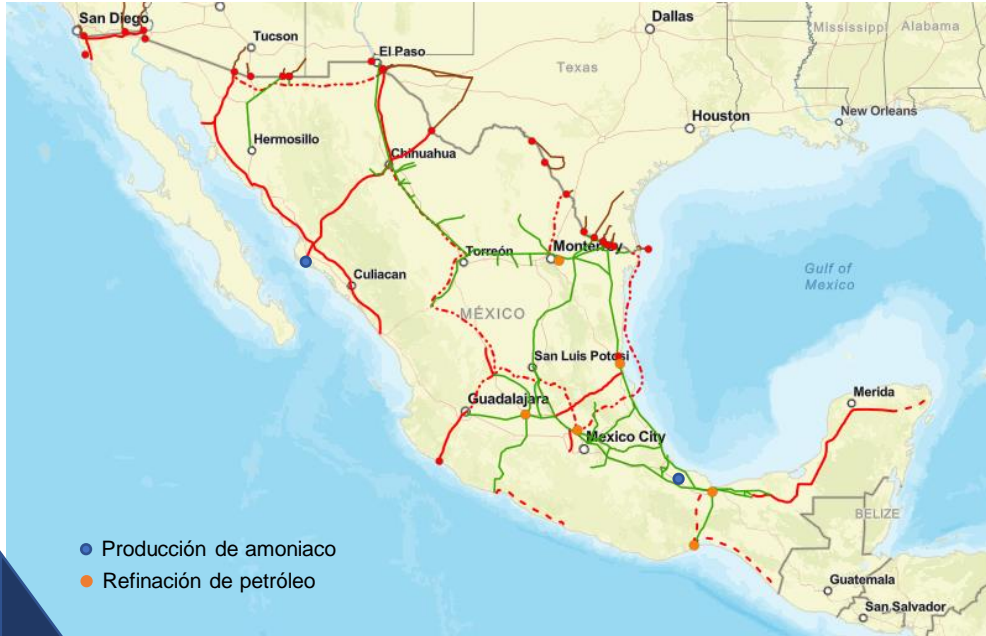 San Diego
Tucson
El Paso
Dallas
Mississippi
Alabama
Texas
Houston
New Orleans
Hermosillo
Chihuahua
Torreón
Monterrey
Culiacan
Gulf of
Mexico
MÉXICO
San Luis Potosi
Guadalajara
Merida
Mexico City
BELIZE
Producción de amoniaco
Refinación de petróleo
Guatemala
San Salvador